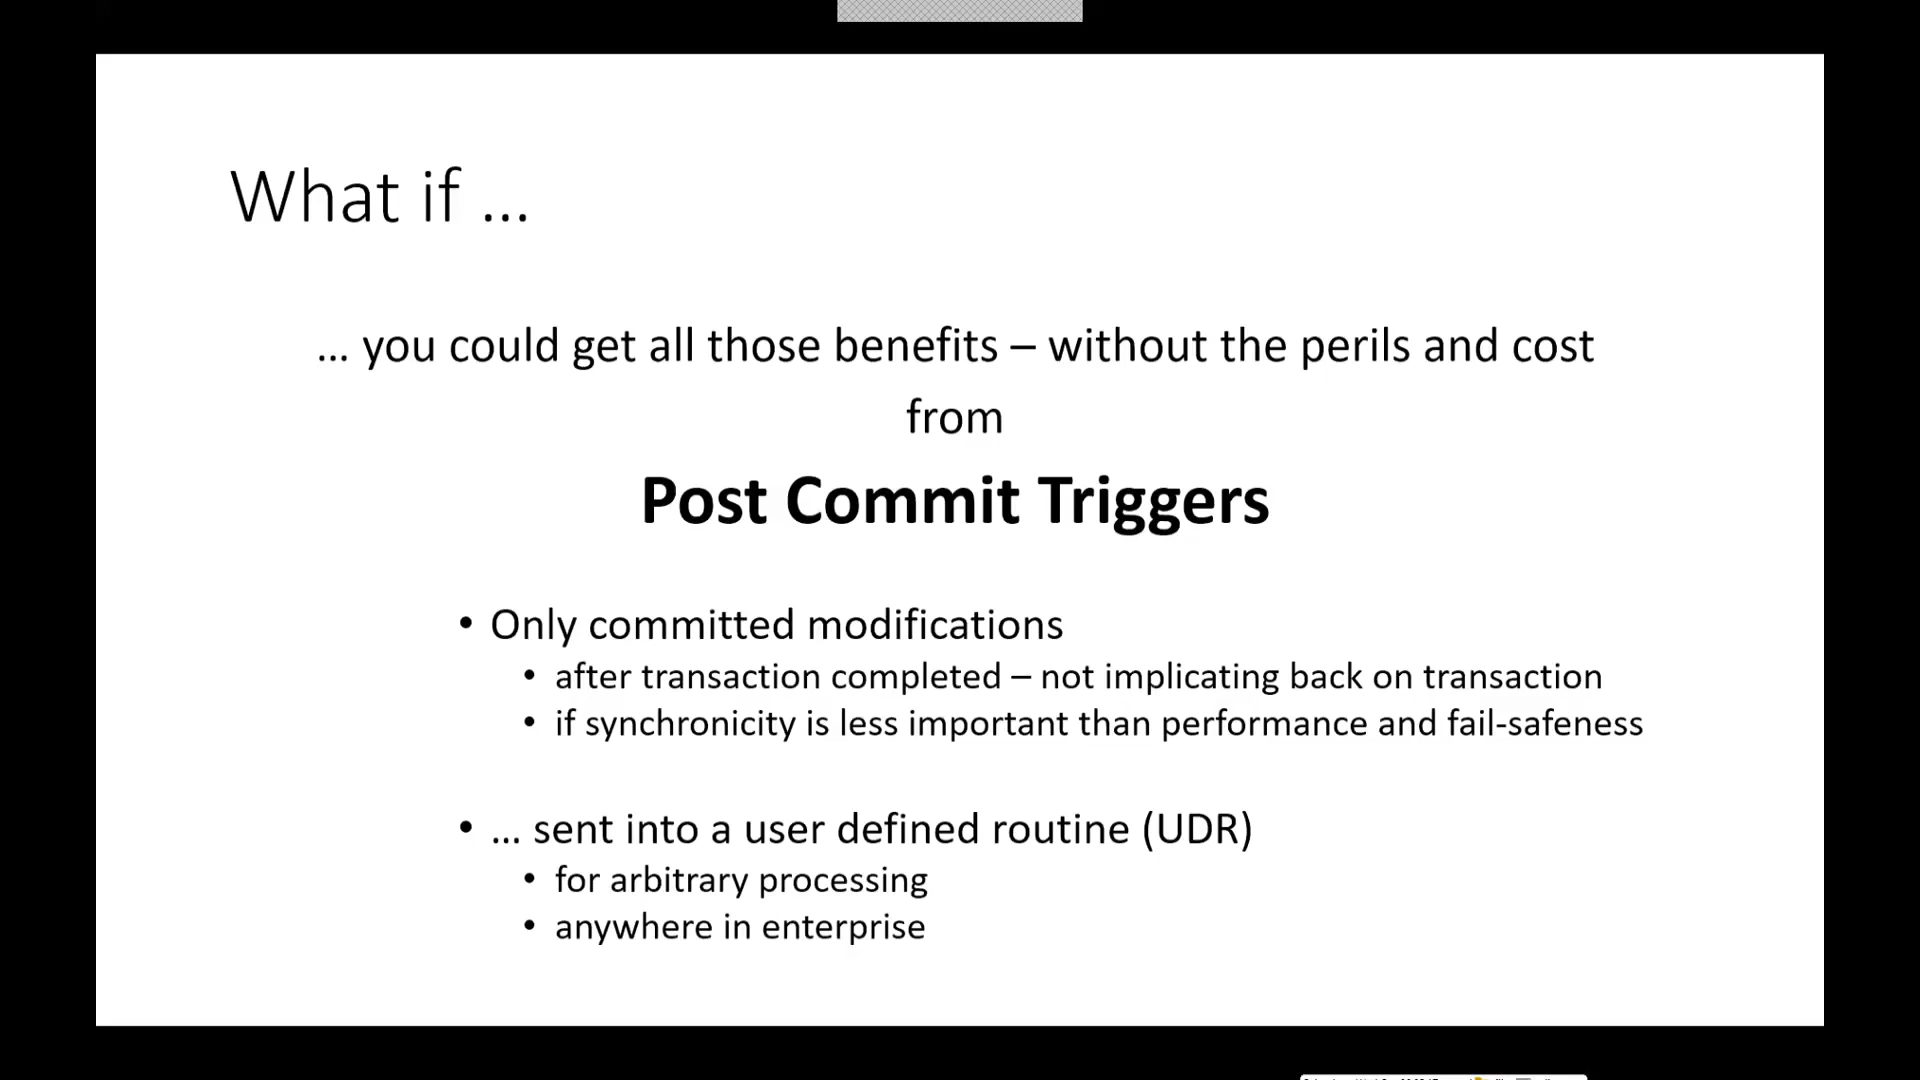 What if ...
... you could get all those benefits – without the perils and cost
from
Post Commit Triggers
• Only committed modifications
• after transaction completed – not implicating back on transaction
• if synchronicity is less important than performance and fail-safeness
• ... sent into a user defined routine (UDR)
• for arbitrary processing
• anywhere in enterprise